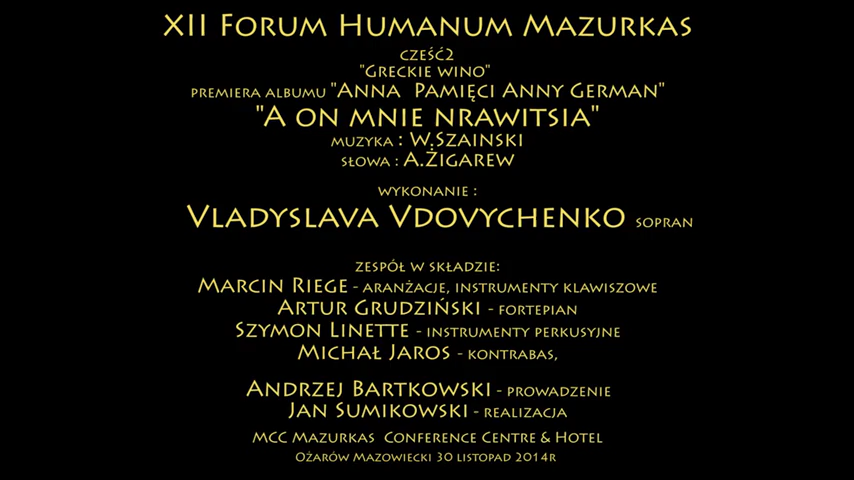 XII Forum Humanum Mazurkas
część2
"Greckie wino"
premiera albumu "Anna Pamięci Anny German"
"A on mnie nrawitsia"
muzyka : W.Szainski
słowa : A.Żigarew
wykonanie :
Vladyslava Vdovychenko sopran
zespół w składzie:
Marcin Riege - aranżacje, instrumenty klawiszowe
Artur Grudziński - fortepian
Szymon Linette - instrumenty perkusyjne
Michał Jaros - kontrabas,
Andrzej Bartkowski - prowadzenie
Jan Sumikowski - realizacja
MCC Mazurkas Conference Centre & Hotel
Ożarów Mazowiecki 30 listopad 2014r